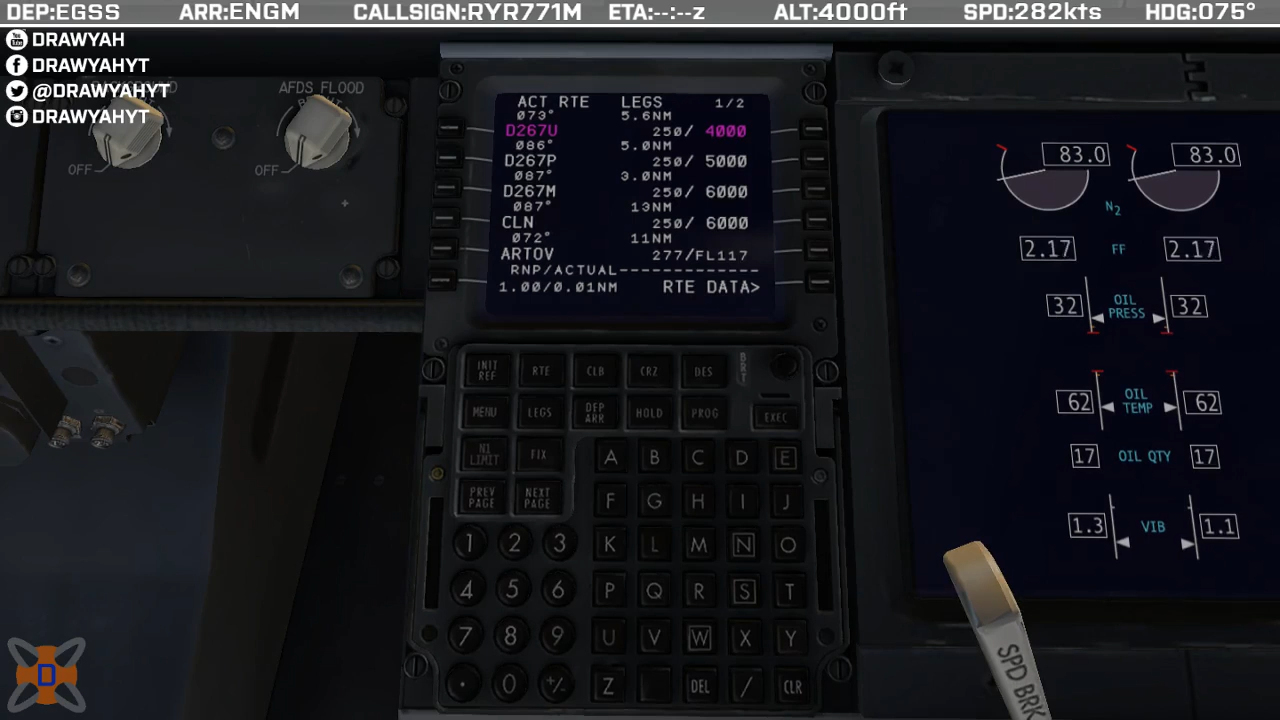 DEP:EGSS ARR:ENGM CALLSIGN:RYR771M ETA:--:--z ALT:4000ft SPD:282kts HDG:075°
DRAWYAH
DRAWYAHYT
@DRAWYAHYT
DRAWYAHYT
AFDS FLOOD
OFF
OFF
ACT RTE LEGS 1/2
073° 5.6NM
D267U 250/ 4000
086° 5.0NM
D267P 250/ 5000
087° 3.0NM
D267M 250/ 6000
087° 13NM
CLN 250/ 6000
072° 11NM
ARTOV 277/FL117
RNP/ACTUAL-------------
1.00/0.01NM RTE DATA>
83.0 83.0
N2
2.17 FF 2.17
32 OIL PRESS 32
62 OIL TEMP 62
17 OIL QTY 17
1.3 VIB 1.1
INIT REF RTE CLB CRZ DES BRT
MENU LEGS DEP ARR HOLD PROG EXEC
N1 LIMIT FIX
PREV PAGE NEXT PAGE
A B C D E
F G H I J
1 2 3 K L M N O
4 5 6 P Q R S T
7 8 9 U V W X Y
. 0 +/- Z DEL / CLR
SPD BRK
D